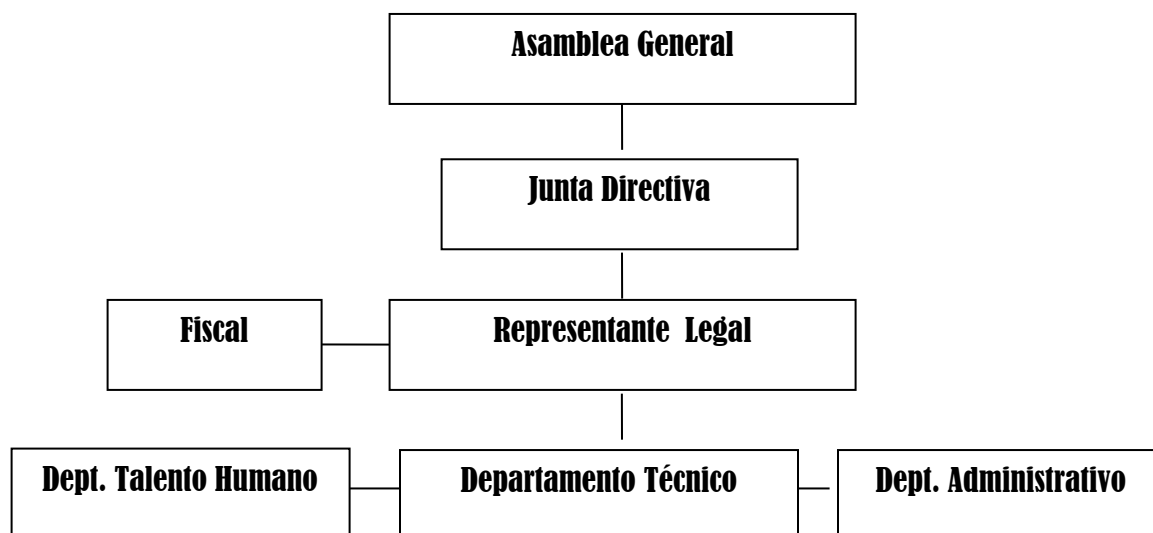 Asamblea General
Junta Directiva
Fiscal
Representante Legal
Dept. Talento Humano
Departamento Técnico
Dept. Administrativo